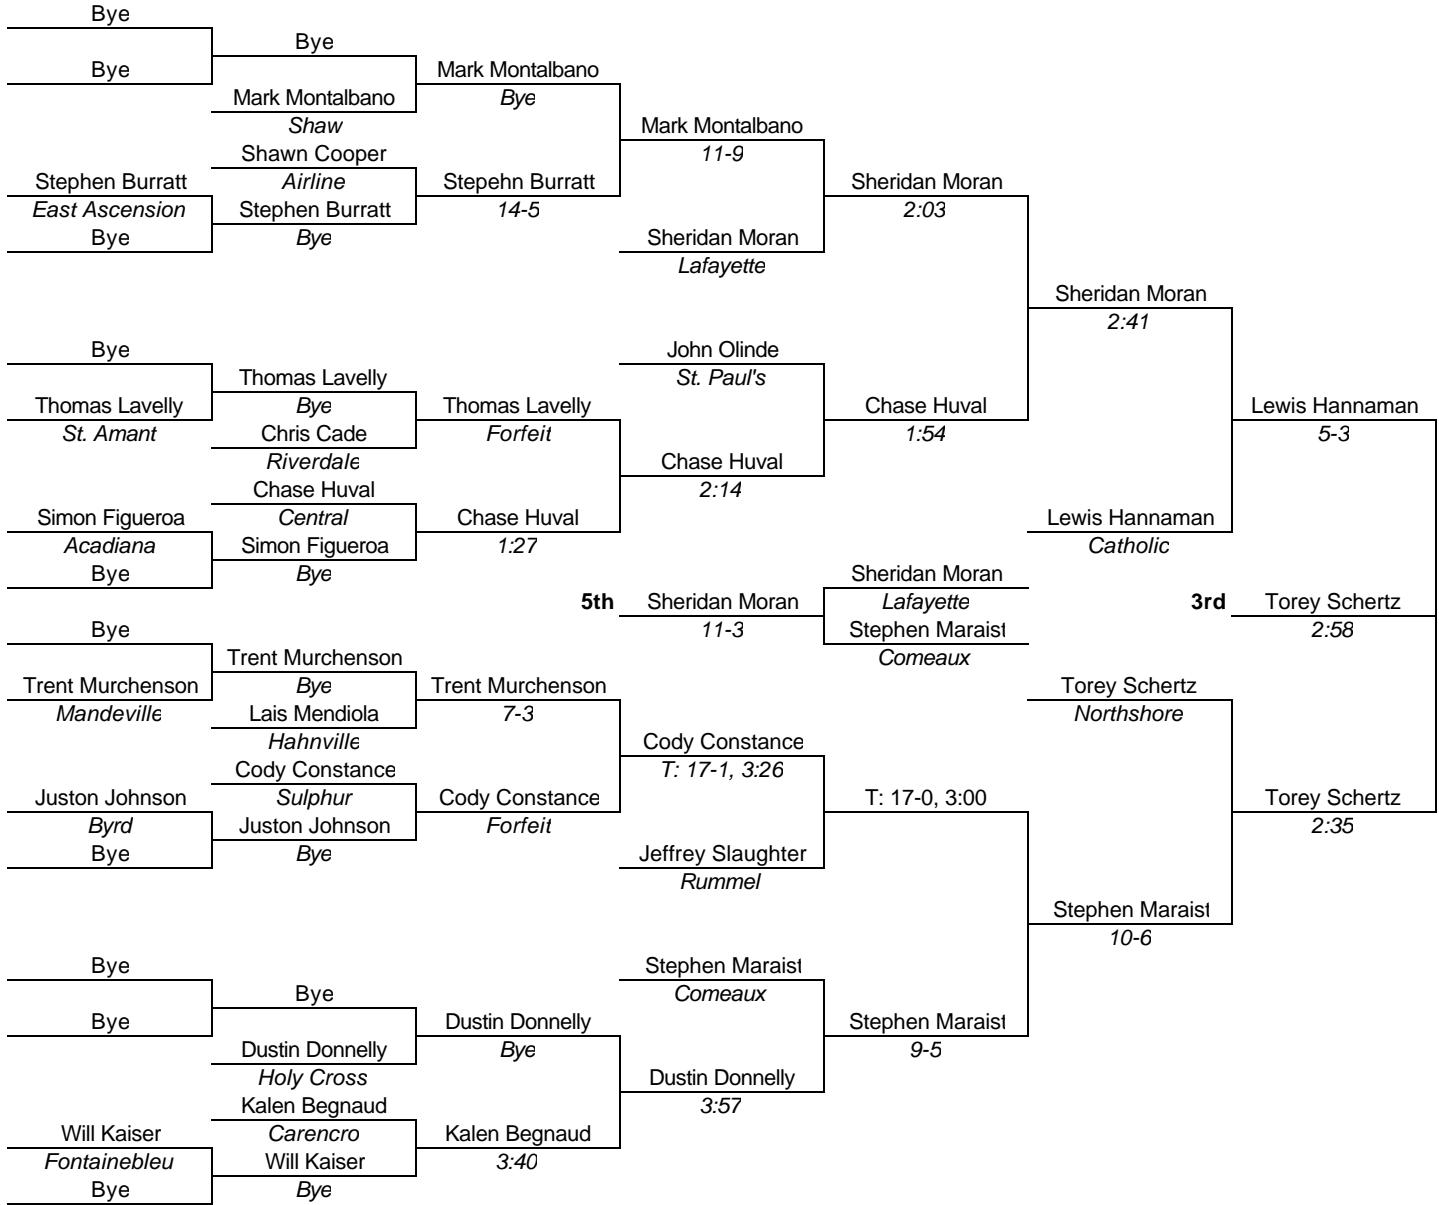 Bye
Bye
Bye
Mark Montalbano
Mark Montalbano
Bye
Shaw
Mark Montalbano
Shawn Cooper
11-9
Stephen Burratt
Airline
Stepehn Burratt
Sheridan Moran
East Ascension
Stephen Burratt
14-5
2:03
Bye
Bye
Sheridan Moran
Lafayette
Sheridan Moran
2:41
Bye
John Olinde
Thomas Lavelly
St. Paul's
Thomas Lavelly
Bye
Thomas Lavelly
Chase Huval
Lewis Hannaman
St. Amant
Chris Cade
Forfeit
1:54
5-3
Riverdale
Chase Huval
Chase Huval
2:14
Simon Figueroa
Central
Chase Huval
Lewis Hannaman
Acadiana
Simon Figueroa
1:27
Catholic
Bye
Bye
Sheridan Moran
5th
Sheridan Moran
Lafayette
3rd
Torey Schertz
Bye
11-3
Stephen Maraist
2:58
Trent Murchenson
Comeaux
Trent Murchenson
Bye
Trent Murchenson
Torey Schertz
Mandeville
Lais Mendiola
7-3
Northshore
Hahnville
Cody Constance
Cody Constance
T: 17-1, 3:26
Juston Johnson
Sulphur
Cody Constance
T: 17-0, 3:00
Torey Schertz
Byrd
Juston Johnson
Forfeit
2:35
Bye
Bye
Jeffrey Slaughter
Rummel
Stephen Maraist
10-6
Bye
Stephen Maraist
Bye
Comeaux
Bye
Dustin Donnelly
Stephen Maraist
Dustin Donnelly
Bye
9-5
Holy Cross
Dustin Donnelly
Kalen Begnaud
3:57
Will Kaiser
Carencro
Kalen Begnaud
Fontainebleu
Will Kaiser
3:40
Bye
Bye